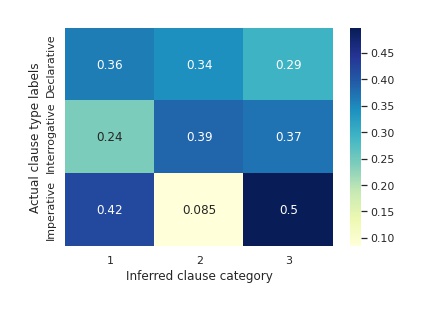 Actual clause type labels
Declarative
0.36 0.34 0.29
Interrogative
0.24 0.39 0.37
Imperative
0.42 0.085 0.5
1 2 3
Inferred clause category
0.45
0.40
0.35
0.30
0.25
0.20
0.15
0.10